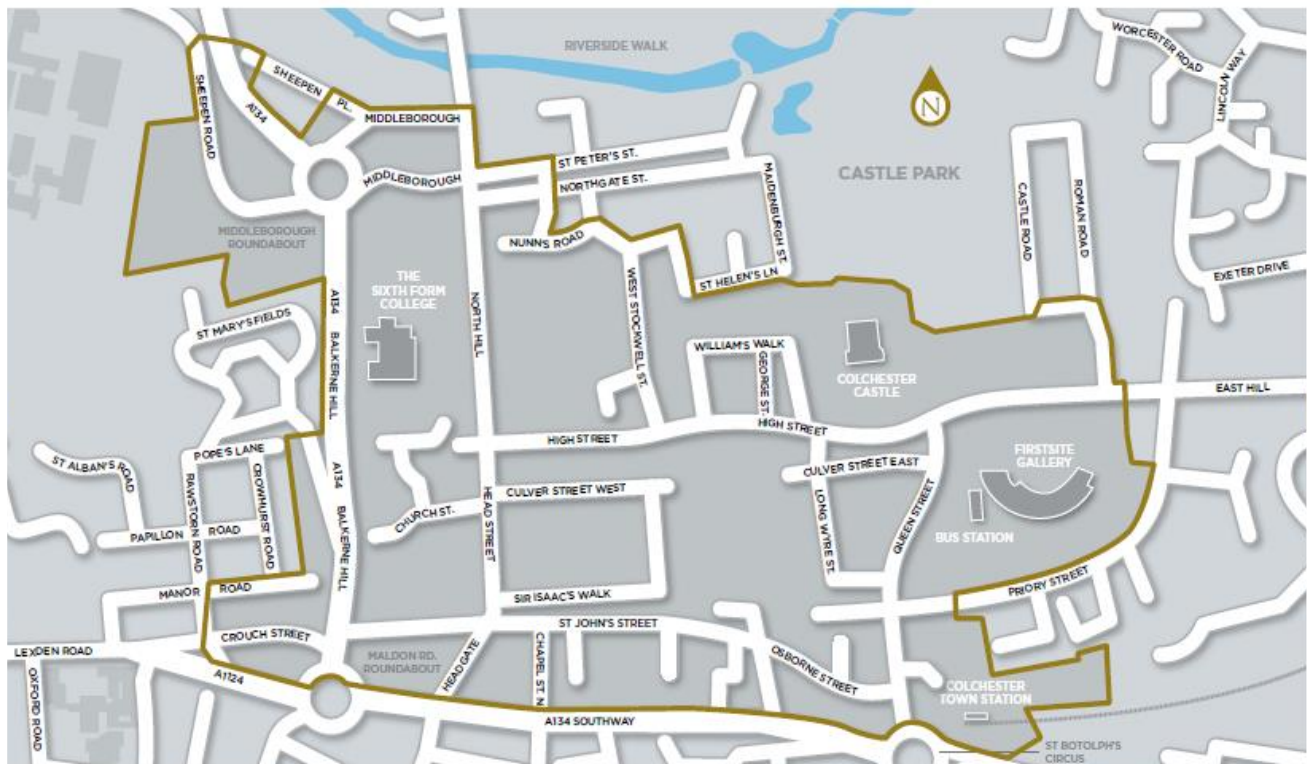 RIVERSIDE WALK
WORCESTER ROAD
LINCOLN WAY
SHEEPEN PL.
SHEEPEN ROAD
A134
MIDDLEBOROUGH
N
ST PETER'S ST.
CASTLE PARK
MIDDLEBOROUGH
NORTHGATE ST.
MAIDENBURGH ST.
CASTLE ROAD
ROMAN ROAD
MIDDLEBOROUGH
ROUNDABOUT
NUNN'S ROAD
EXETER DRIVE
THE
SIXTH FORM
COLLEGE
ST HELEN'S LN
A134 BALKERNE HILL
NORTH HILL
WEST STOCKWELL ST.
ST MARY'S FIELDS
WILLIAM'S WALK
GEORGE ST.
COLCHESTER
CASTLE
EAST HILL
HIGH STREET
HIGH STREET
POPE'S LANE
ST ALBAN'S ROAD
FIRSTSITE
GALLERY
CULVER STREET EAST
RAWSTORN ROAD
CROWHURST ROAD
A134 BALKERNE HILL
CULVER STREET WEST
HEAD STREET
CHURCH ST.
LONG WYRE ST.
QUEEN STREET
BUS STATION
PAPILLON ROAD
MANOR ROAD
SIR ISAAC'S WALK
PRIORY STREET
ST JOHN'S STREET
CROUCH STREET
LEXDEN ROAD
MALDON RD.
ROUNDABOUT
HEADGATE
CHAPEL ST. N
OSBORNE STREET
OXFORD ROAD
A1124
COLCHESTER
TOWN STATION
A134 SOUTHWAY
ST BOTOLPH'S
CIRCUS